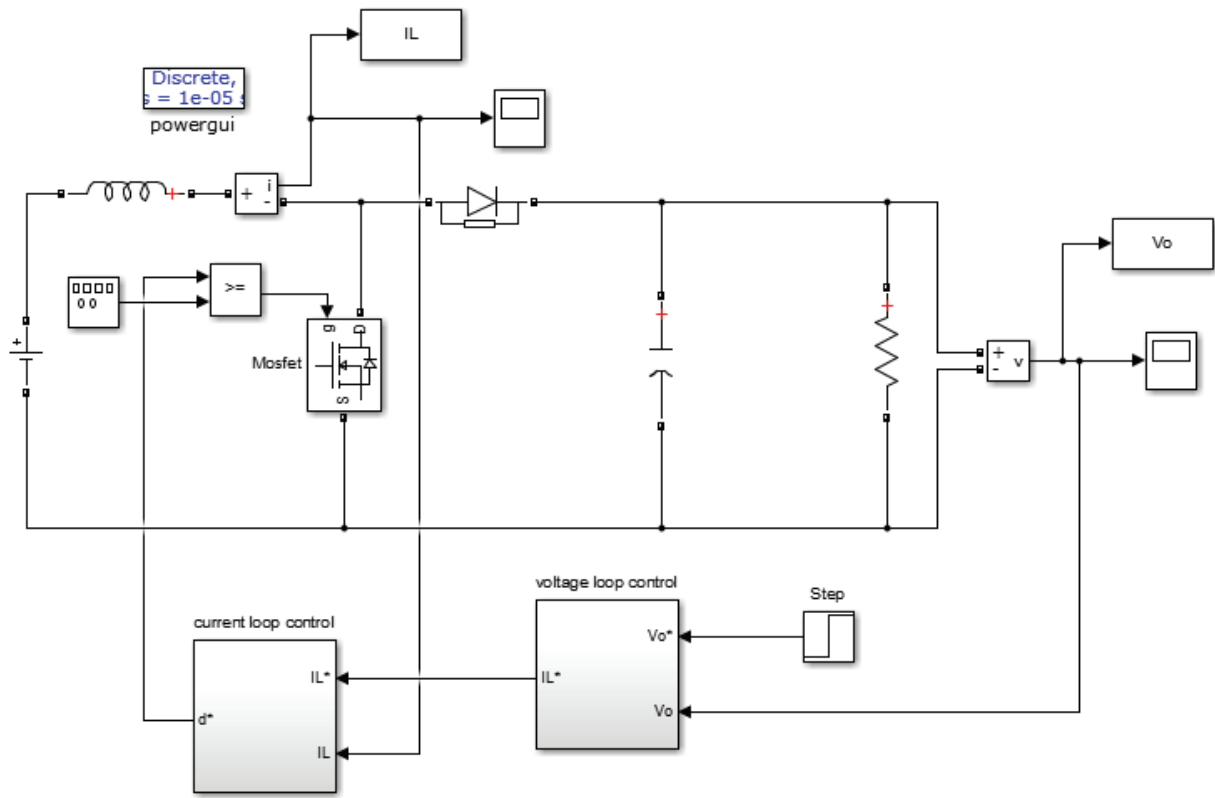 IL
Discrete,
s = 1e-05 s
powergui
+
i
-
Vo
>=
g
D
Mosfet
S
+
+
-
v
voltage loop control
Step
current loop control
Vo*
IL*
IL*
d*
Vo
IL